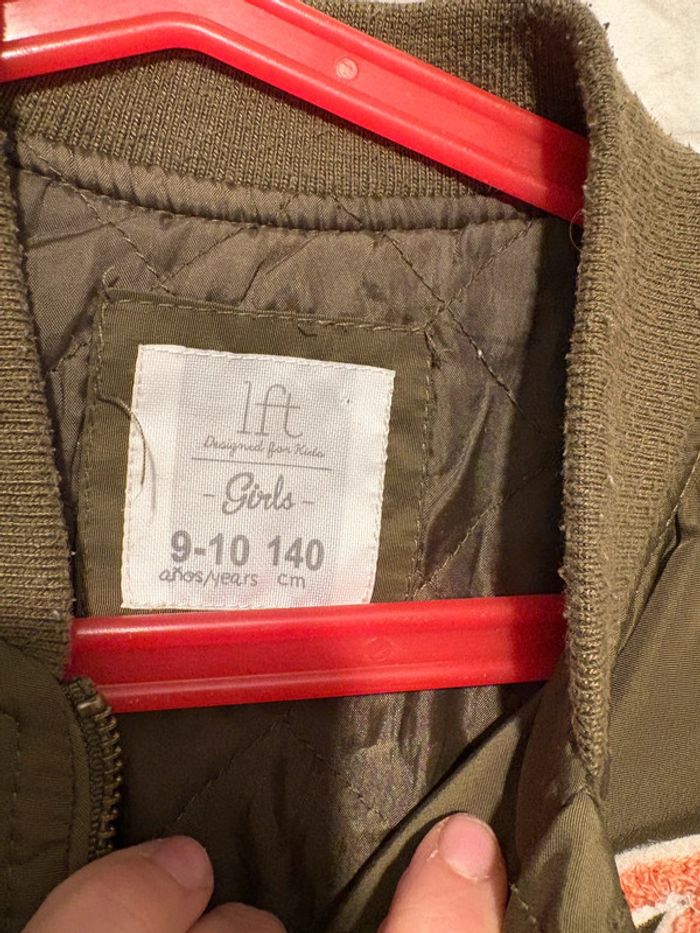 lft
Designed for Kids
- Girls -
9-10 140
años/years cm